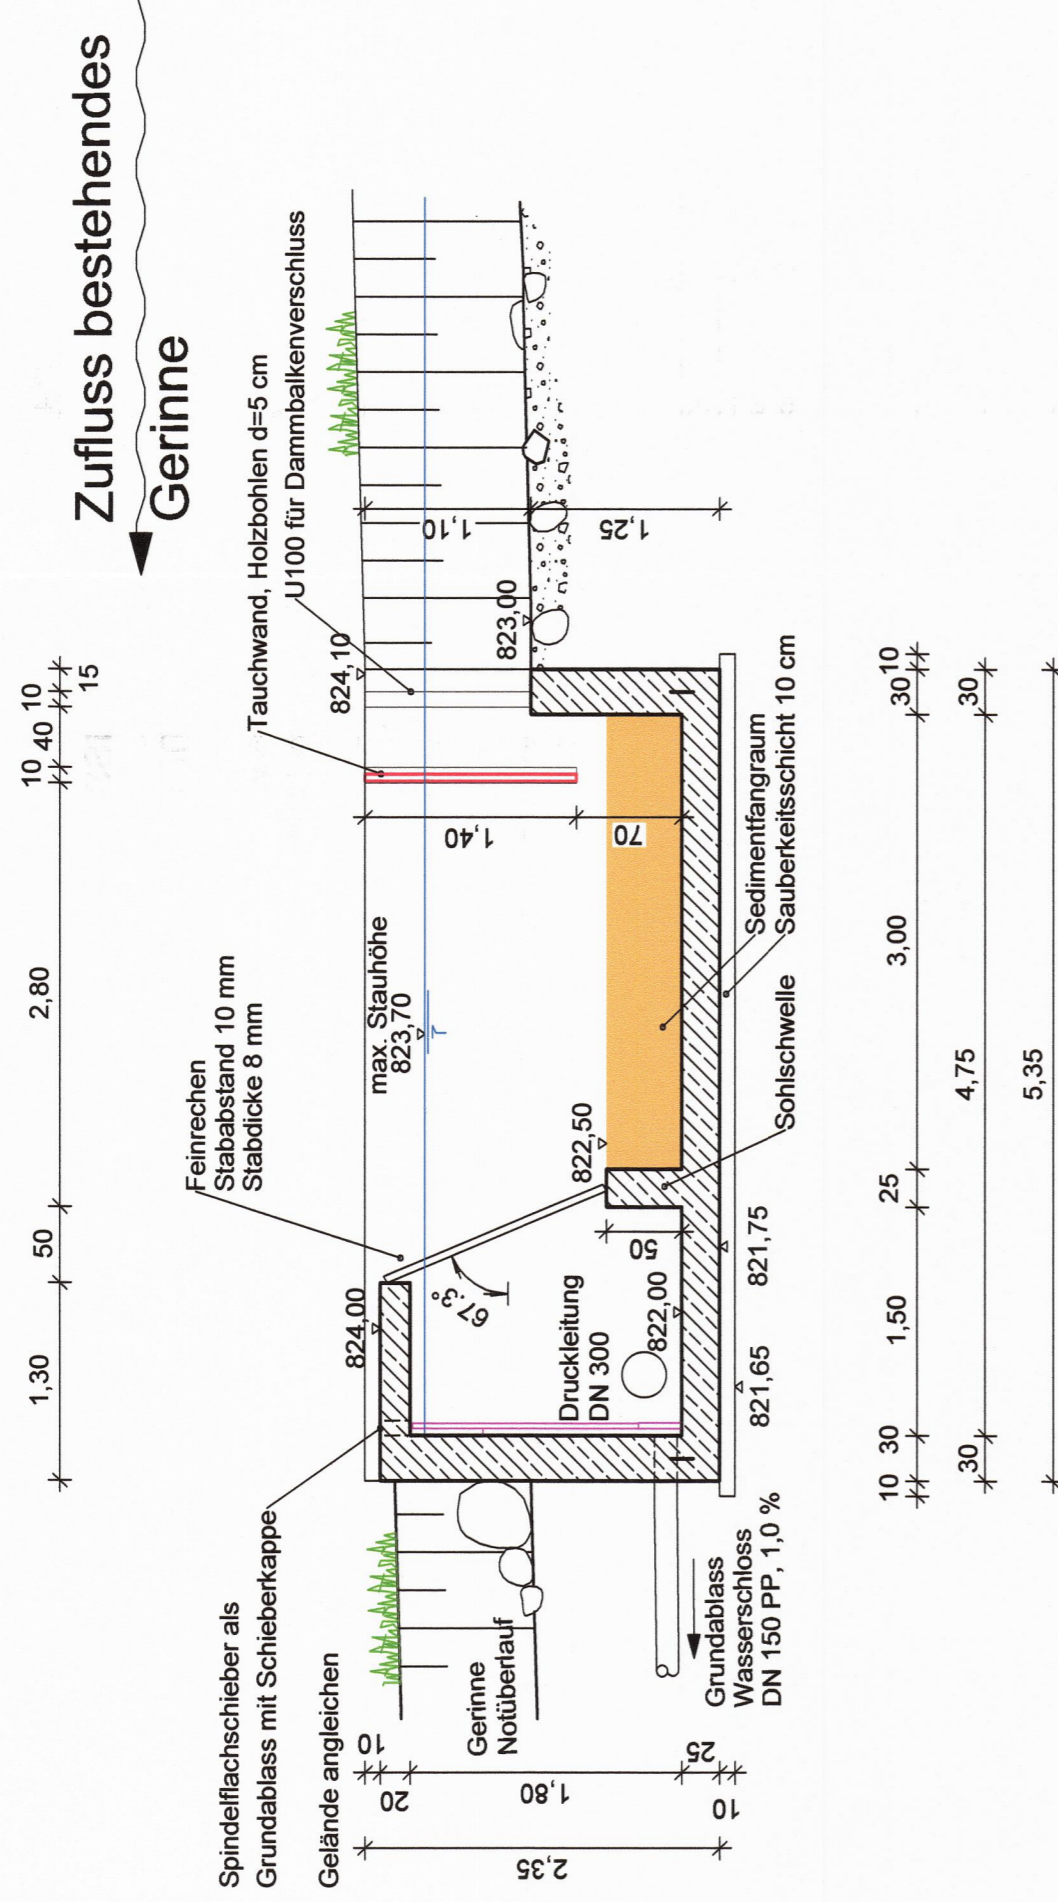 Zufluss bestehendes
Gerinne
Spindelflachschieber als
Grundablass mit Schieberkappe
Gelände angleichen
Feinrechen
Stababstand 10 mm
Stabdicke 8 mm
Tauchwand, Holzbohlen d=5 cm
U100 für Dammbalkenverschluss
1,30
50
2,80
10
40
10
15
824,00
max. Stauhöhe
823,70
824,10
823,00
1,10
1,25
1,40
70
67.3°
822,50
50
Druckleitung
DN 300
822,00
821,75
821,65
Gerinne
Notüberlauf
Grundablass
Wasserschloss
DN 150 PP, 1,0 %
Sohlschwelle
Sedimentfangraum
Sauberkeitsschicht 10 cm
10
20
1,80
25
10
2,35
10
30
1,50
25
3,00
30
10
30
4,75
30
5,35